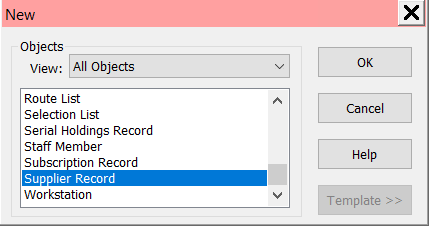 New
Objects
View: All Objects
Route List
Selection List
Serial Holdings Record
Staff Member
Subscription Record
Supplier Record
Workstation
OK
Cancel
Help
Template >>